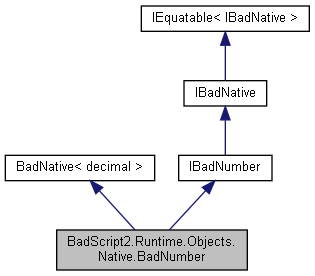 IEquatable< IBadNative >
IBadNative
BadNative< decimal >
IBadNumber
BadScript2.Runtime.Objects.
Native.BadNumber